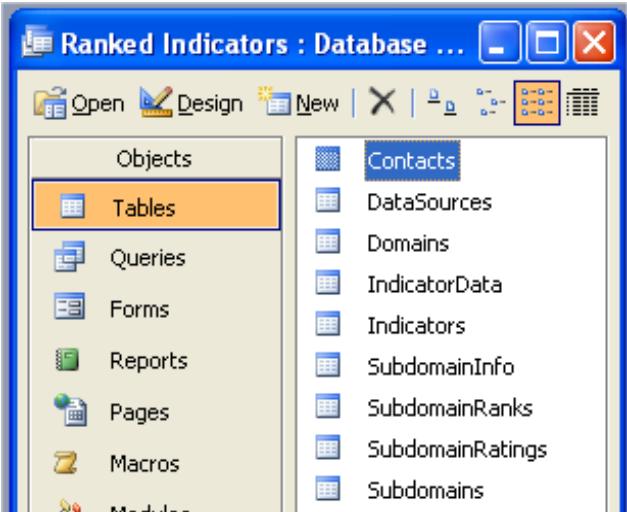 Ranked Indicators : Database ...
Open Design New
Objects
Tables
Queries
Forms
Reports
Pages
Macros
Modules
Contacts
DataSources
Domains
IndicatorData
Indicators
SubdomainInfo
SubdomainRanks
SubdomainRatings
Subdomains